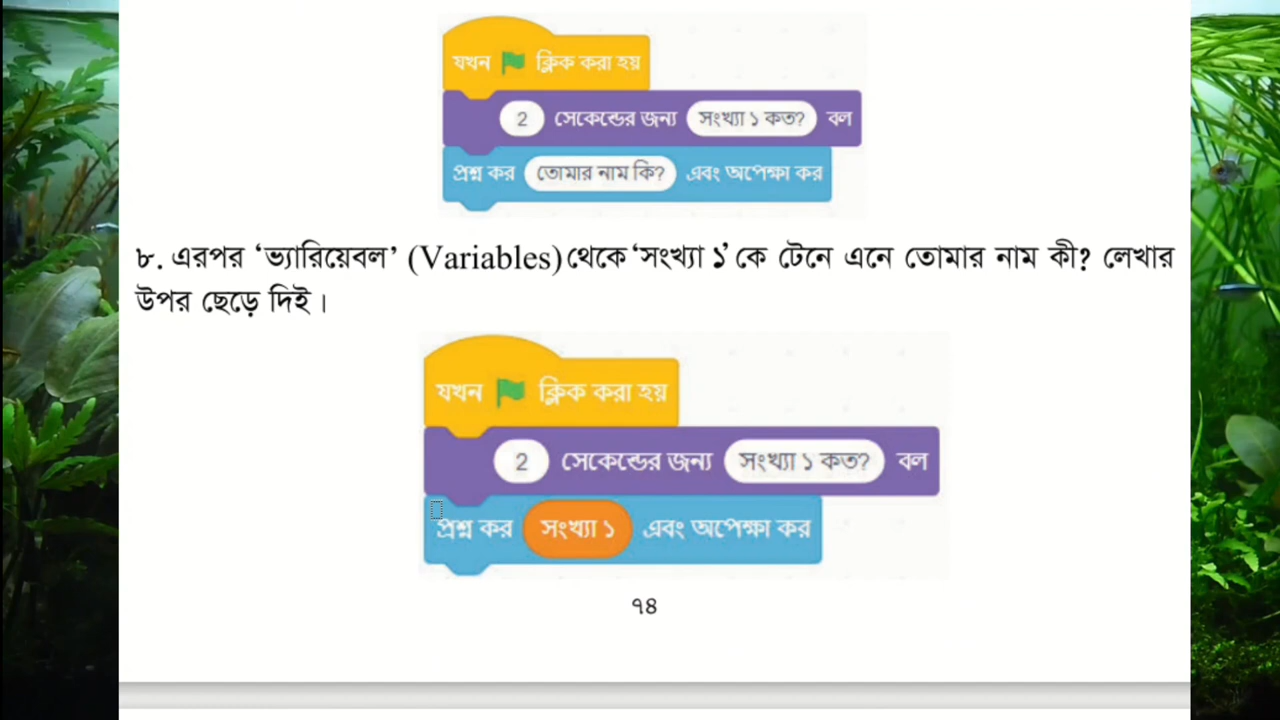 যখন ক্লিক করা হয়
2 সেকেন্ডের জন্য সংখ্যা ১ কত? বল
প্রশ্ন কর তোমার নাম কি? এবং অপেক্ষা কর
৮. এরপর ‘ভ্যারিয়েবল’ (Variables) থেকে ‘সংখ্যা ১’ কে টেনে এনে তোমার নাম কী? লেখার
উপর ছেড়ে দিই।
যখন ক্লিক করা হয়
2 সেকেন্ডের জন্য সংখ্যা ১ কত? বল
প্রশ্ন কর সংখ্যা ১ এবং অপেক্ষা কর
৭৪